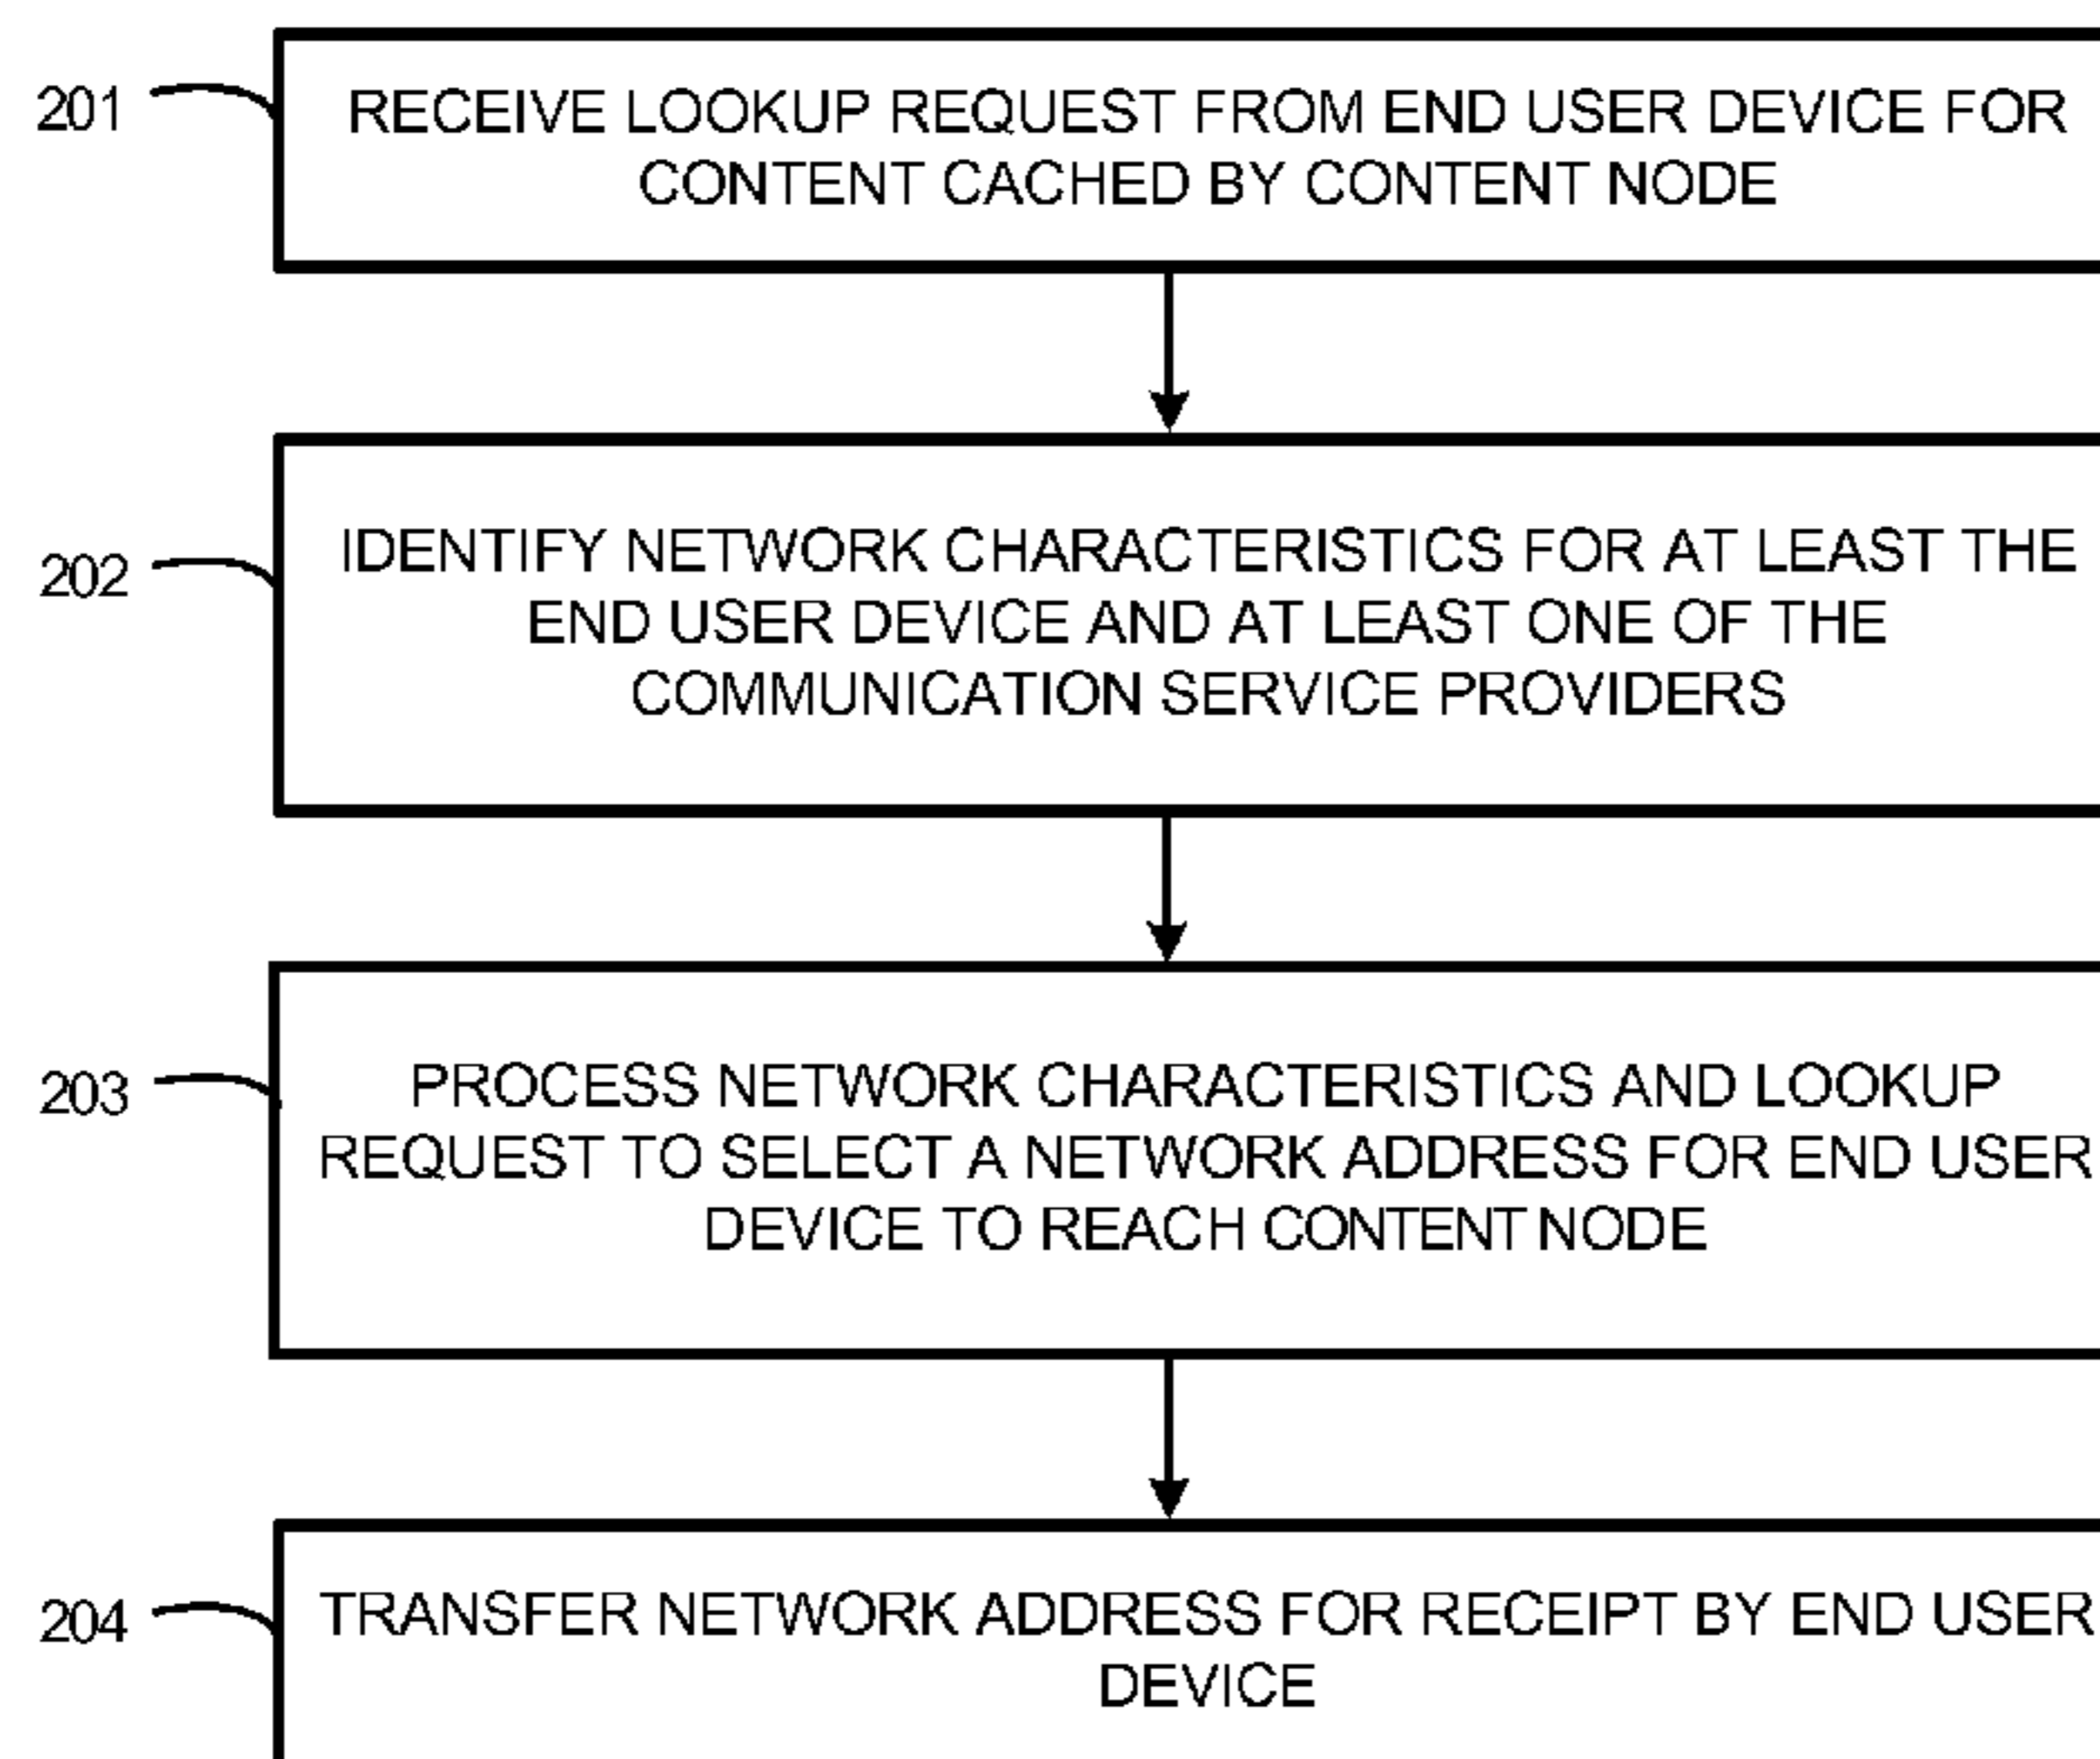 201
RECEIVE LOOKUP REQUEST FROM END USER DEVICE FOR
CONTENT CACHED BY CONTENT NODE
202
IDENTIFY NETWORK CHARACTERISTICS FOR AT LEAST THE
END USER DEVICE AND AT LEAST ONE OF THE
COMMUNICATION SERVICE PROVIDERS
203
PROCESS NETWORK CHARACTERISTICS AND LOOKUP
REQUEST TO SELECT A NETWORK ADDRESS FOR END USER
DEVICE TO REACH CONTENT NODE
204
TRANSFER NETWORK ADDRESS FOR RECEIPT BY END USER
DEVICE